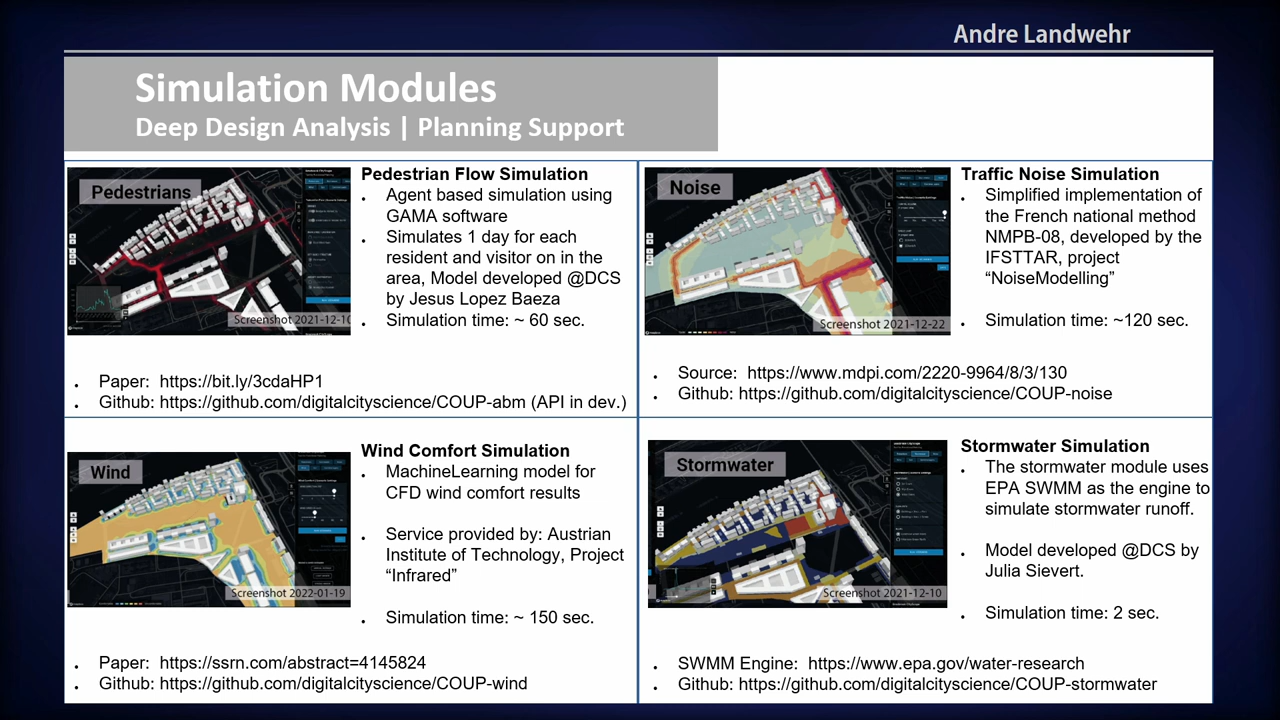 Andre Landwehr
Simulation Modules
Deep Design Analysis | Planning Support
Pedestrians
Screenshot 2021-12-10
Pedestrian Flow Simulation
• Agent based simulation using
GAMA software
• Simulates 1 day for each
resident and visitor on in the
area, Model developed @DCS
by Jesus Lopez Baeza
• Simulation time: ~ 60 sec.
• Paper: https://bit.ly/3cdaHP1
• Github: https://github.com/digitalcityscience/COUP-abm (API in dev.)
Noise
Screenshot 2021-12-22
Traffic Noise Simulation
• Simplified implementation of
the French national method
NMPB-08, developed by the
IFSTTAR, project
“NoiseModelling”
• Simulation time: ~120 sec.
• Source: https://www.mdpi.com/2220-9964/8/3/130
• Github: https://github.com/digitalcityscience/COUP-noise
Wind
Screenshot 2022-01-19
Wind Comfort Simulation
• MachineLearning model for
CFD wind comfort results
• Service provided by: Austrian
Institute of Technology, Project
“Infrared”
• Simulation time: ~ 150 sec.
• Paper: https://ssrn.com/abstract=4145824
• Github: https://github.com/digitalcityscience/COUP-wind
Stormwater
Screenshot 2021-12-10
Stormwater Simulation
• The stormwater module uses
EPA SWMM as the engine to
simulate stormwater runoff.
• Model developed @DCS by
Julia Sievert.
• Simulation time: 2 sec.
• SWMM Engine: https://www.epa.gov/water-research
• Github: https://github.com/digitalcityscience/COUP-stormwater